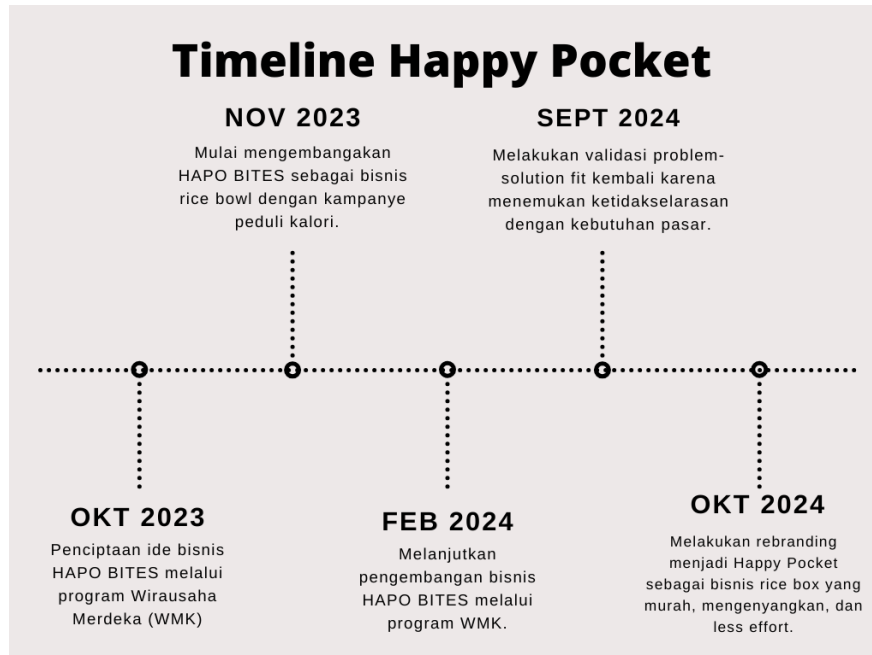 Timeline Happy Pocket
NOV 2023
Mulai mengembangakan
HAPO BITES sebagai bisnis
rice bowl dengan kampanye
peduli kalori.
SEPT 2024
Melakukan validasi problem-
solution fit kembali karena
menemukan ketidakselarasan
dengan kebutuhan pasar.
OKT 2023
Penciptaan ide bisnis
HAPO BITES melalui
program Wirausaha
Merdeka (WMK)
FEB 2024
Melanjutkan
pengembangan bisnis
HAPO BITES melalui
program WMK.
OKT 2024
Melakukan rebranding
menjadi Happy Pocket
sebagai bisnis rice box yang
murah, mengenyangkan, dan
less effort.